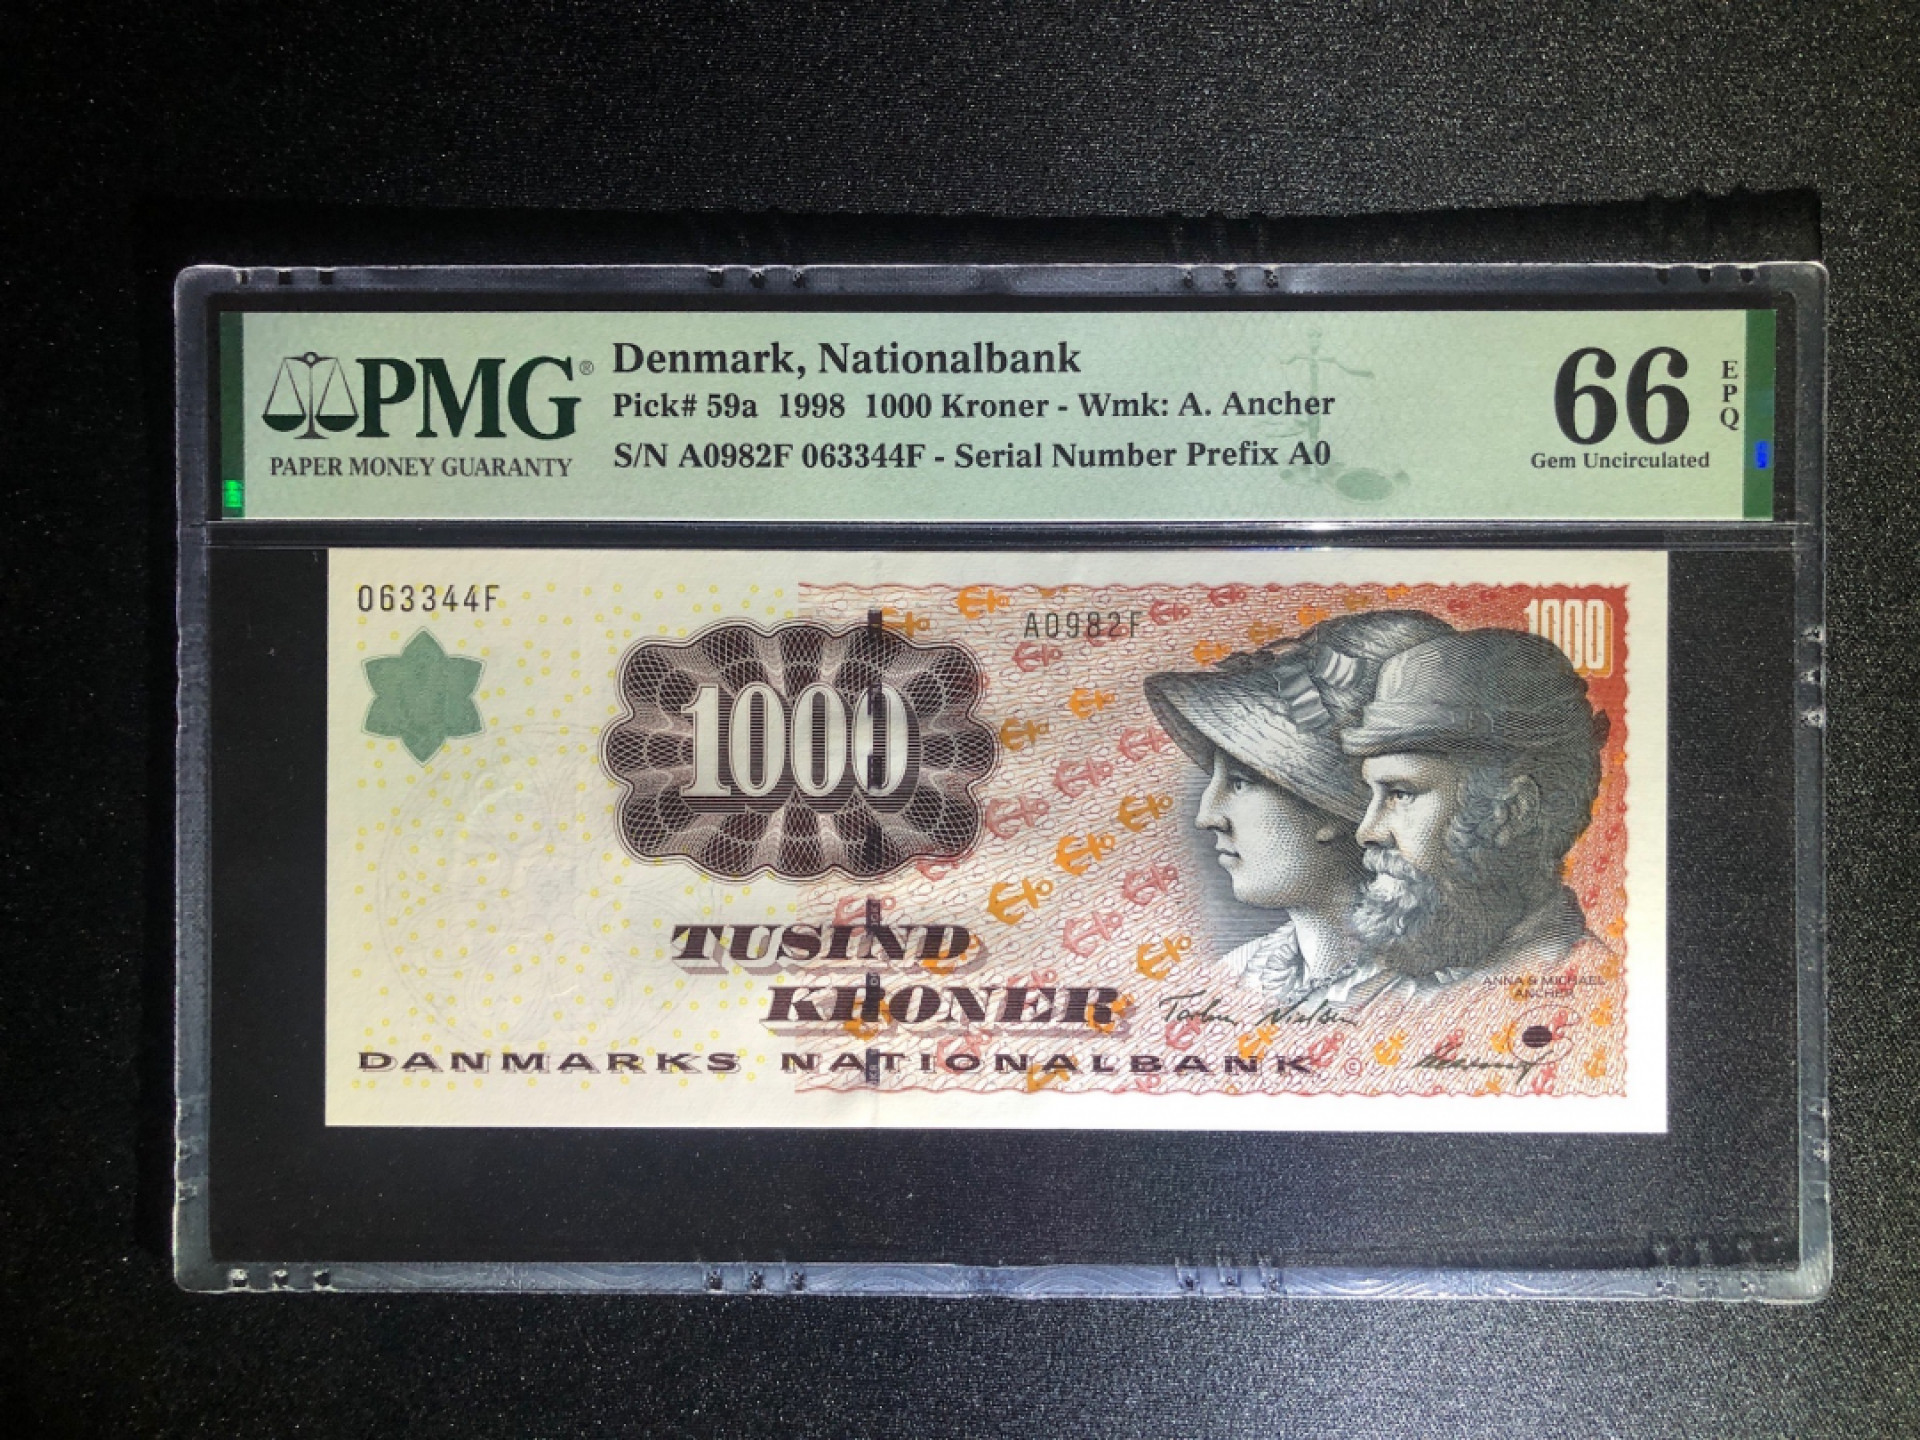 PMG®
PAPER MONEY GUARANTY
Denmark, Nationalbank
Pick# 59a 1998 1000 Kroner - Wmk: A. Ancher
S/N A0982F 063344F - Serial Number Prefix A0
66
EPQ
Gem Uncirculated
063344F
A0982F
1000
1000
TUSIND
KRONER
ANNA & MICHAEL
ANCHER
DANMARKS NATIONALBANK ©